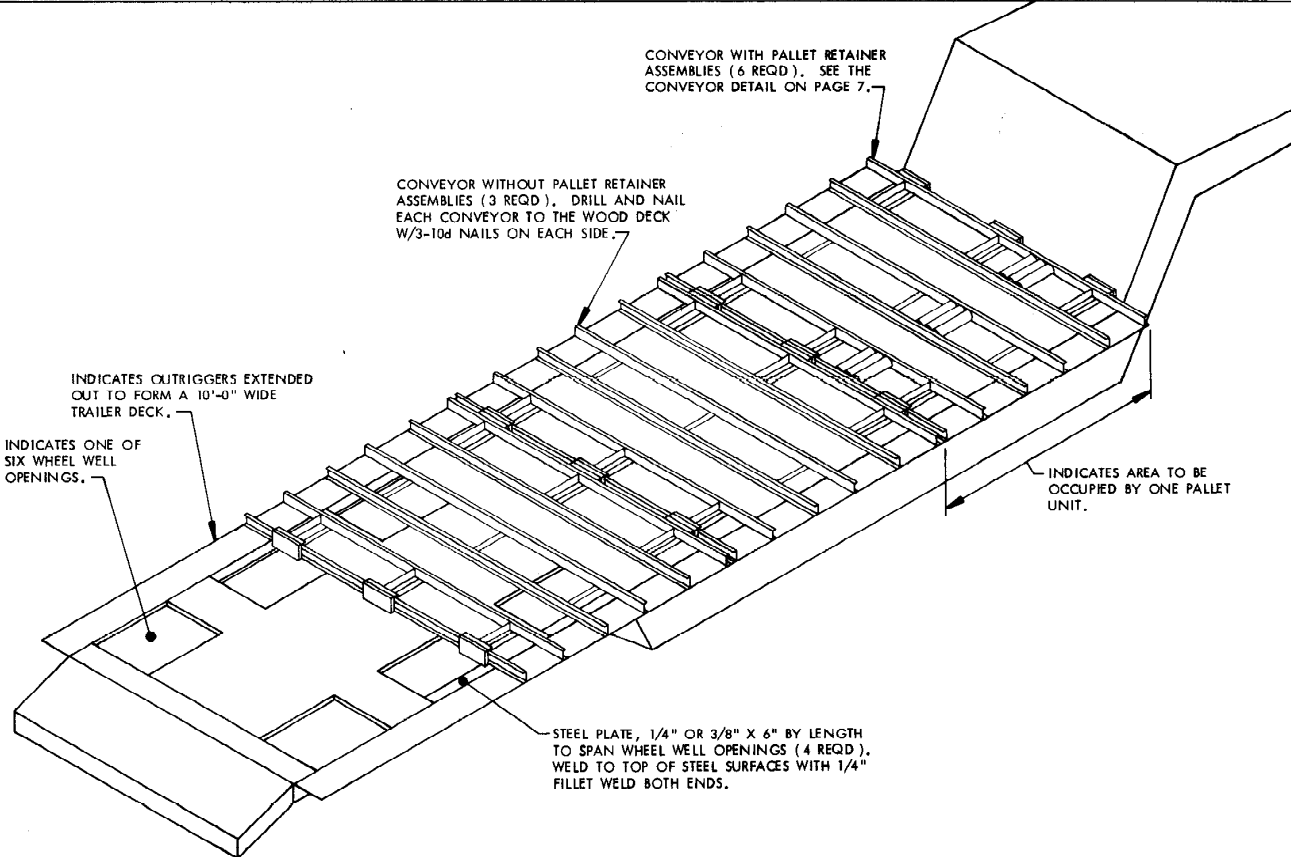 CONVEYOR WITH PALLET RETAINER
ASSEMBLIES (6 REQD). SEE THE
CONVEYOR DETAIL ON PAGE 7.
CONVEYOR WITHOUT PALLET RETAINER
ASSEMBLIES (3 REQD). DRILL AND NAIL
EACH CONVEYOR TO THE WOOD DECK
W/3-10d NAILS ON EACH SIDE.
INDICATES OUTRIGGERS EXTENDED
OUT TO FORM A 10'-0" WIDE
TRAILER DECK.
INDICATES ONE OF
SIX WHEEL WELL
OPENINGS.
INDICATES AREA TO BE
OCCUPIED BY ONE PALLET
UNIT.
STEEL PLATE, 1/4" OR 3/8" X 6" BY LENGTH
TO SPAN WHEEL WELL OPENINGS (4 REQD).
WELD TO TOP OF STEEL SURFACES WITH 1/4"
FILLET WELD BOTH ENDS.